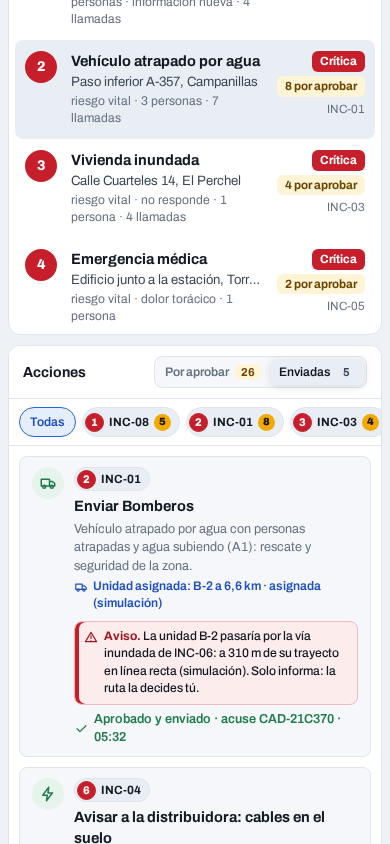 personas · información nueva · 4
llamadas
2
Vehículo atrapado por agua
Crítica
Paso inferior A-357, Campanillas
8 por aprobar
riesgo vital · 3 personas · 7
llamadas
INC-01
3
Vivienda inundada
Crítica
Calle Cuarteles 14, El Perchel
4 por aprobar
riesgo vital · no responde · 1
persona · 4 llamadas
INC-03
4
Emergencia médica
Crítica
Edificio junto a la estación, Torr...
2 por aprobar
riesgo vital · dolor torácico · 1
persona
INC-05
Acciones
Por aprobar 26
Enviadas 5
Todas
1 INC-08 5
2 INC-01 8
3 INC-03 4
2 INC-01
Enviar Bomberos
Vehículo atrapado por agua con personas
atrapadas y agua subiendo (A1): rescate y
seguridad de la zona.
Unidad asignada: B-2 a 6,6 km · asignada
(simulación)
Aviso. La unidad B-2 pasaría por la vía
inundada de INC-06: a 310 m de su trayecto
en línea recta (simulación). Solo informa: la
ruta la decides tú.
Aprobado y enviado · acuse CAD-21C370 ·
05:32
6 INC-04
Avisar a la distribuidora: cables en el
suelo